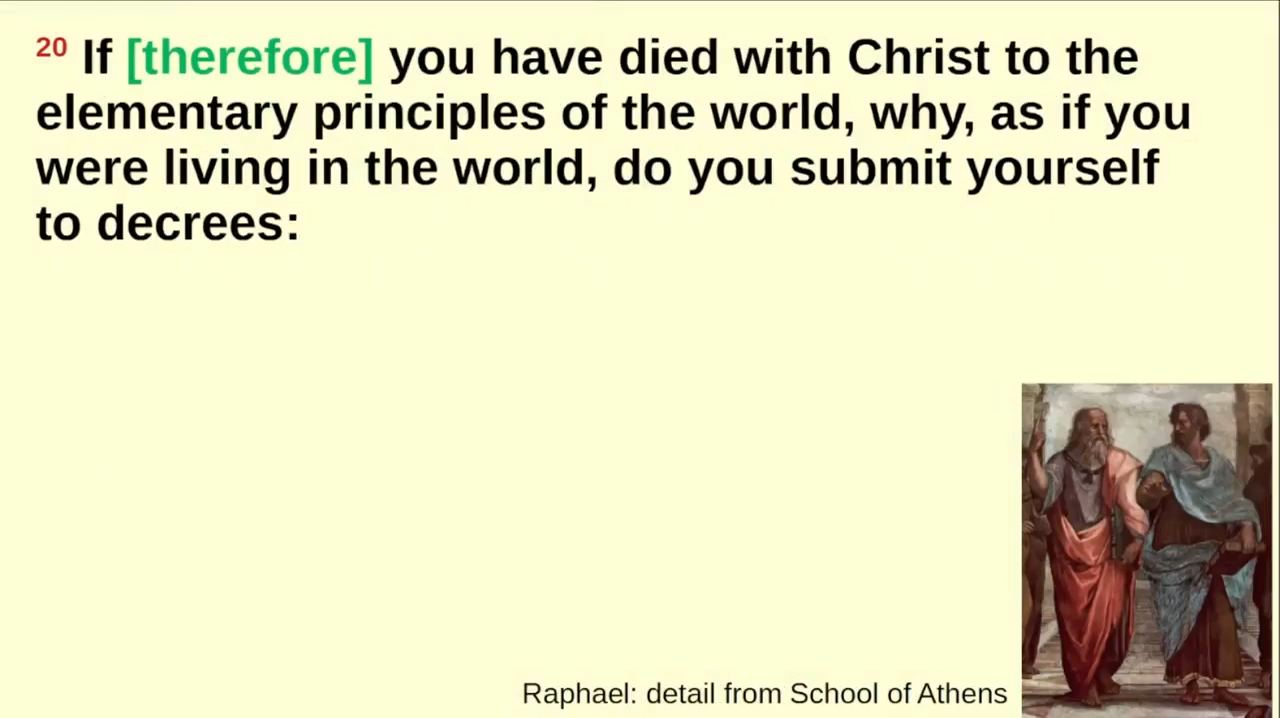 20 If [therefore] you have died with Christ to the
elementary principles of the world, why, as if you
were living in the world, do you submit yourself
to decrees:
Raphael: detail from School of Athens